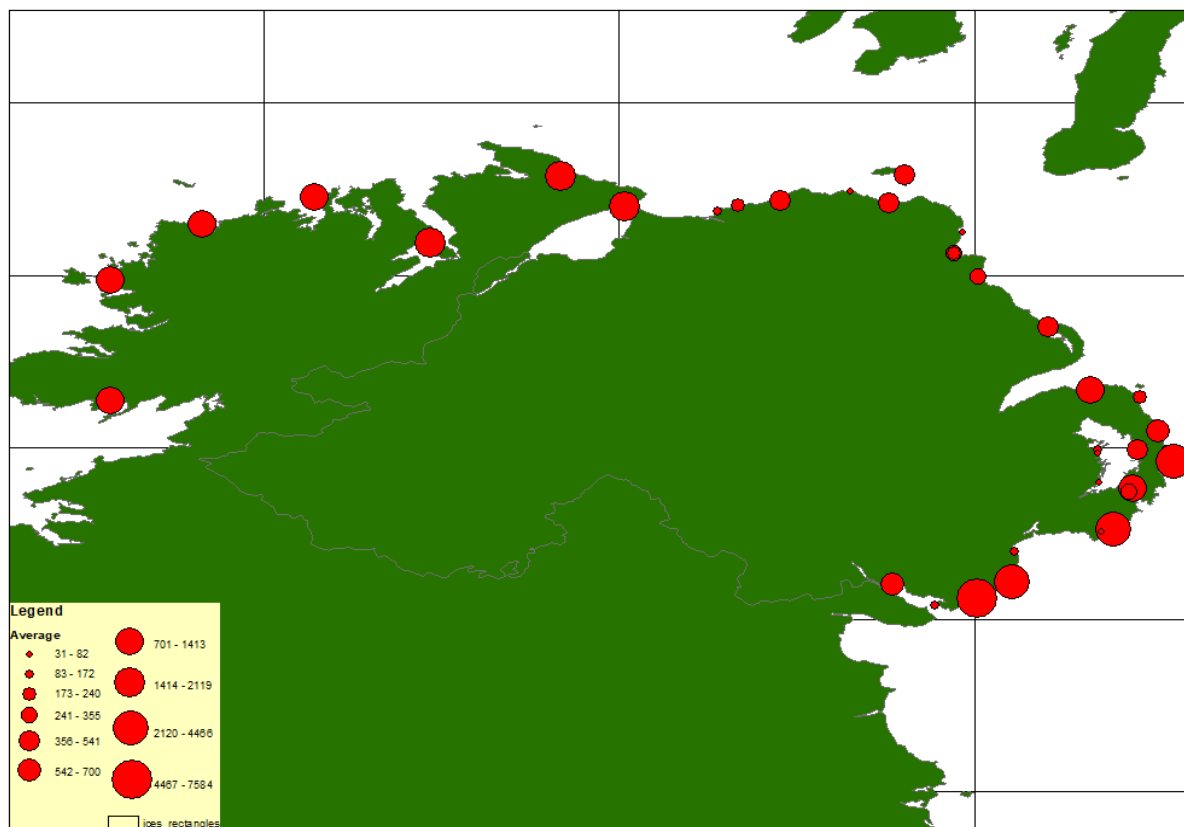 Legend
Average
31 - 82
83 - 172
173 - 240
241 - 355
356 - 541
542 - 700
701 - 1413
1414 - 2119
2120 - 4466
4467 - 7584
ices_rectangles